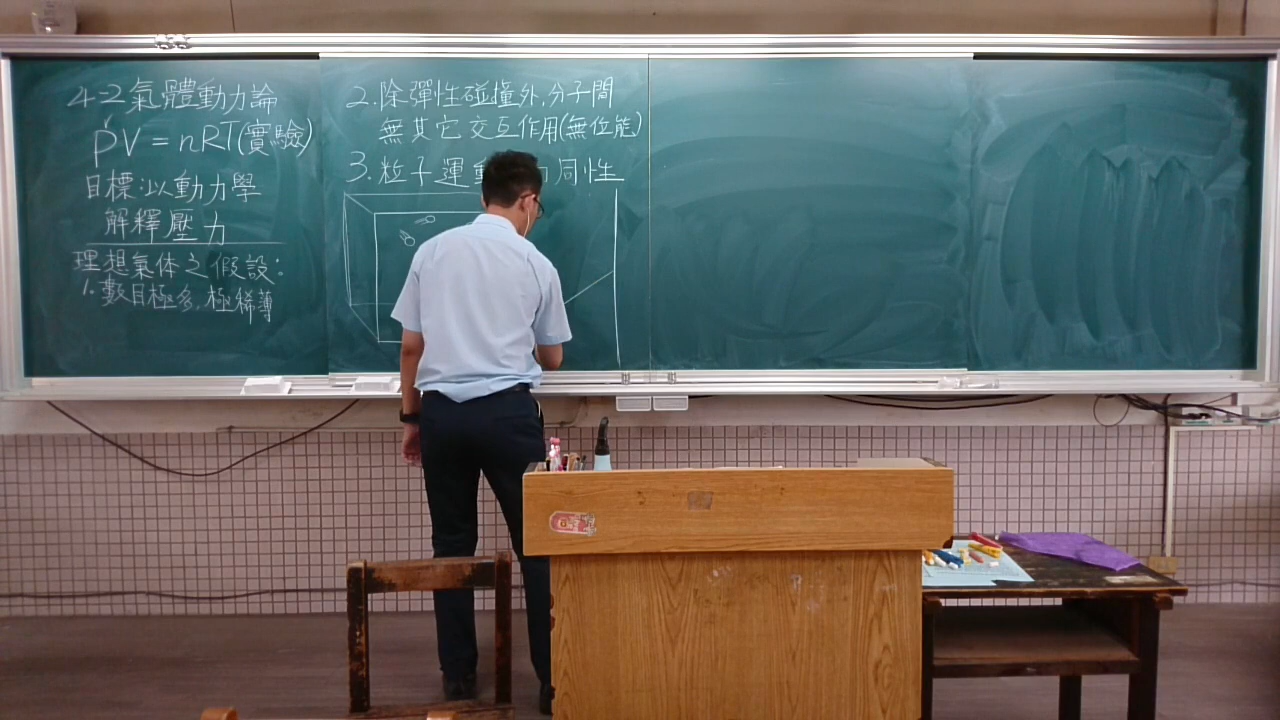 4-2 氣體動力論
PV = nRT(實驗)
目標:以動力學
解釋壓力
理想氣体之假設:
1. 數目極多,極稀薄
2. 除彈性碰撞外,分子間
無其它交互作用(無位能)
3. 粒子運動 同性